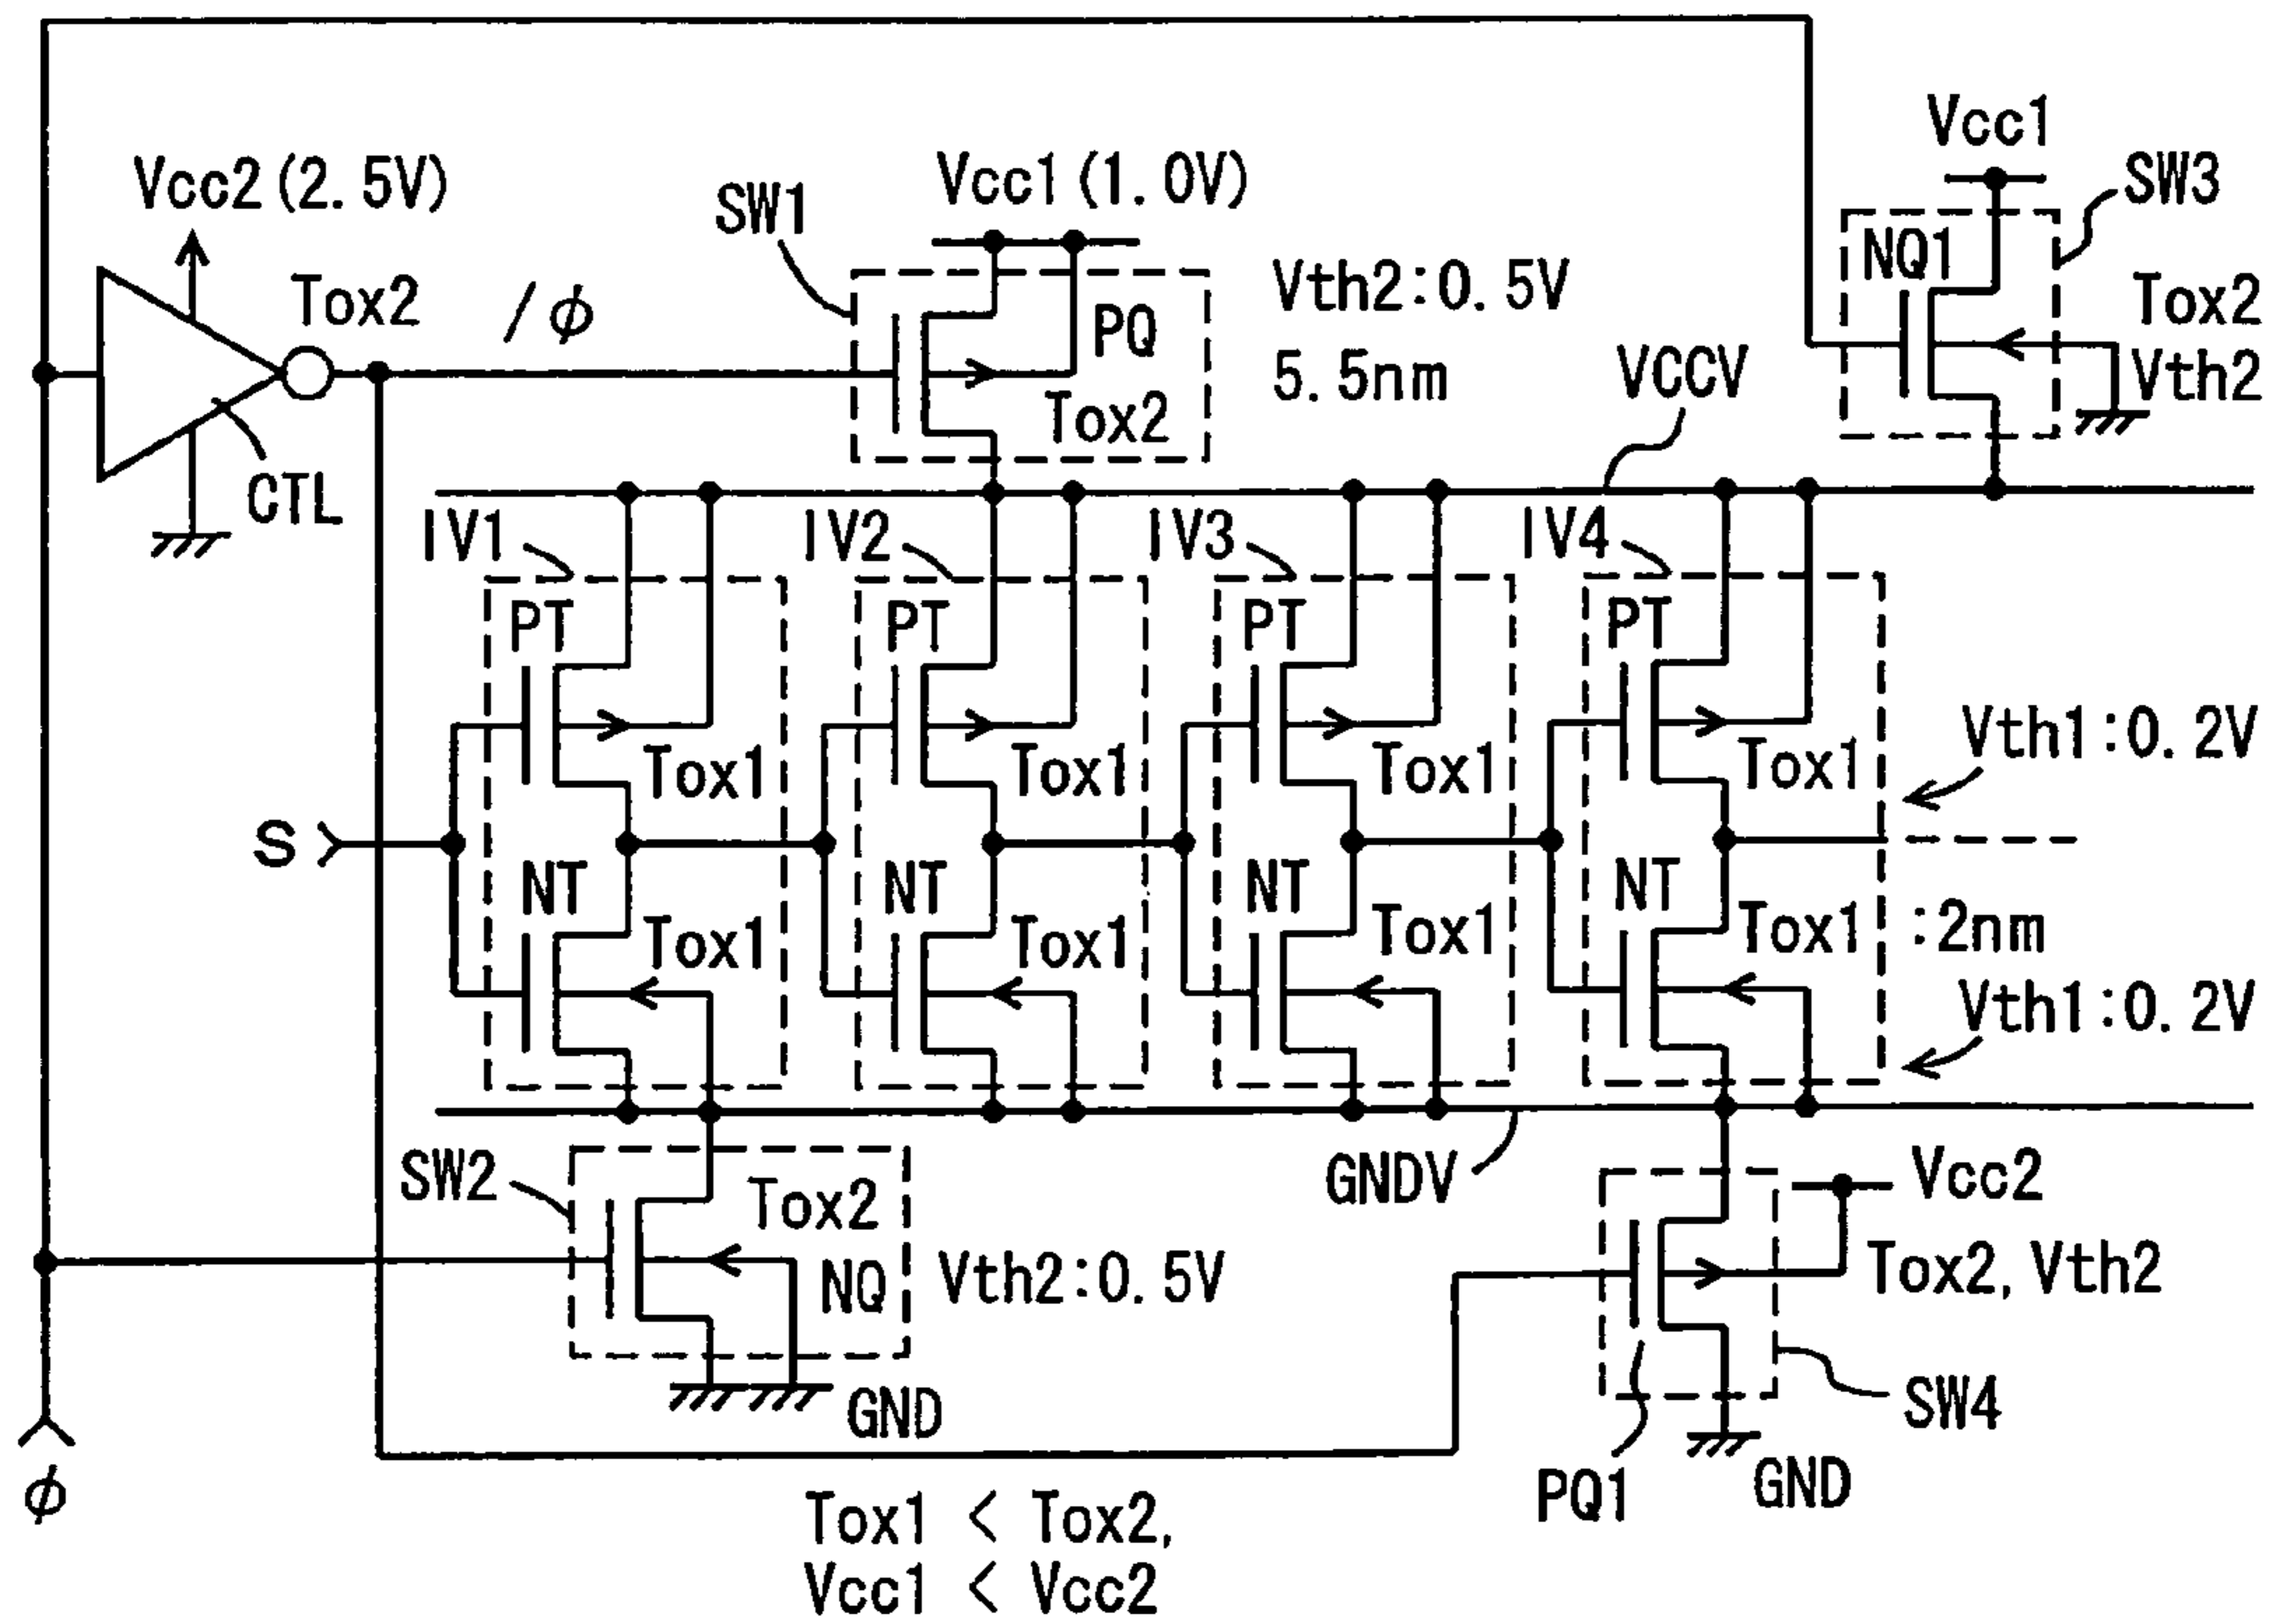 Vcc1
Vcc2(2.5V)
SW1
Vcc1(1.0V)
SW3
NQ1
Tox2
/φ
PQ
Vth2:0.5V
Tox2
5.5nm
VCCV
Vth2
Tox2
CTL
IV1
IV2
IV3
IV4
PT
PT
PT
PT
Vth1:0.2V
Tox1
Tox1
Tox1
Tox1
S
NT
NT
NT
NT
Tox1
Tox1
Tox1
Tox1
:2nm
Vth1:0.2V
SW2
Tox2
GNDV
Vcc2
NQ
Vth2:0.5V
Tox2,Vth2
GND
SW4
φ
PQ1
GND
Tox1 < Tox2,
Vcc1 < Vcc2